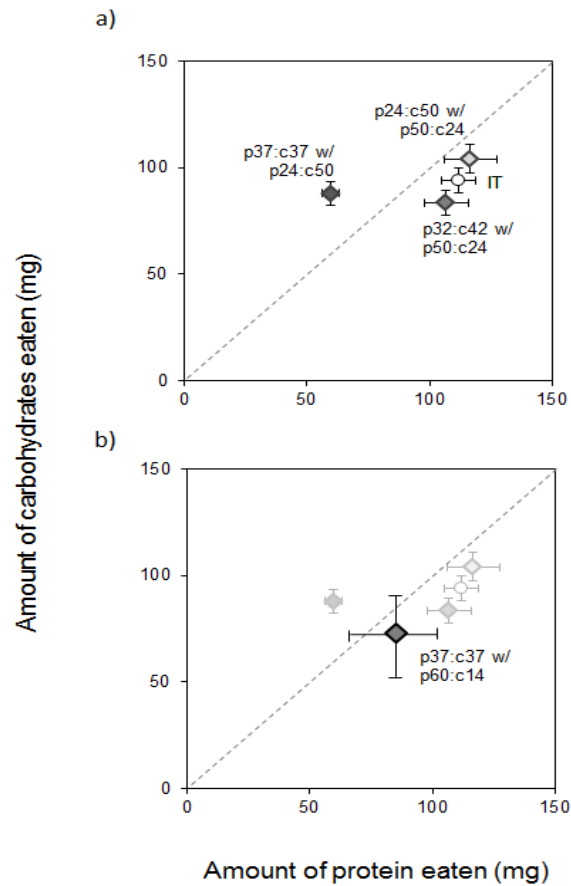 a)
150
p24:c50 w/
p50:c24
p37:c37 w/
p24:c50
100
IT
p32:c42 w/
p50:c24
50
0
0
50
100
150
b)
150
100
p37:c37 w/
p60:c14
50
0
0
50
100
150
Amount of carbohydrates eaten (mg)
Amount of protein eaten (mg)